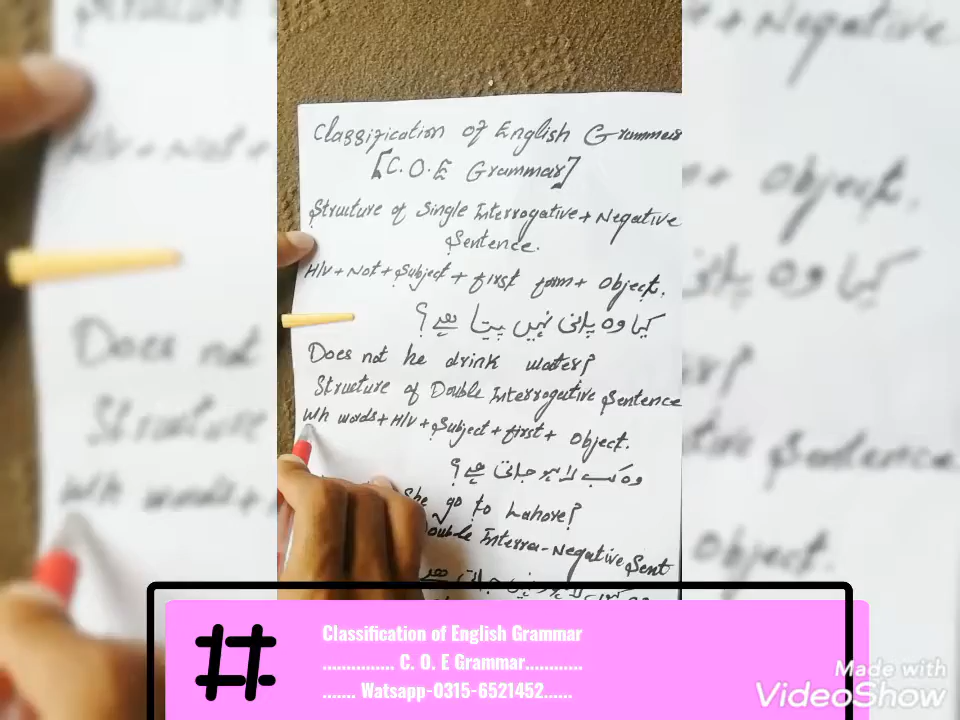 Classification of English Grammar
[C.O.E Grammar]
Structure of Single Interrogative + Negative
Sentence.
H/v + Not + Subject + first form + Object.
کیا وہ پانی نہیں پیتا ھے؟
Does not he drink water?
Structure of Double Interrogative Sentence
Wh words + H/v + Subject + first + Object.
وہ کب لاہور جاتی ھے؟
She go to Lahore?
Double Interra-Negative Sent
Classification of English Grammar
............... C. O. E Grammar............
....... Watsapp-0315-6521452......
Made with
VideoShow